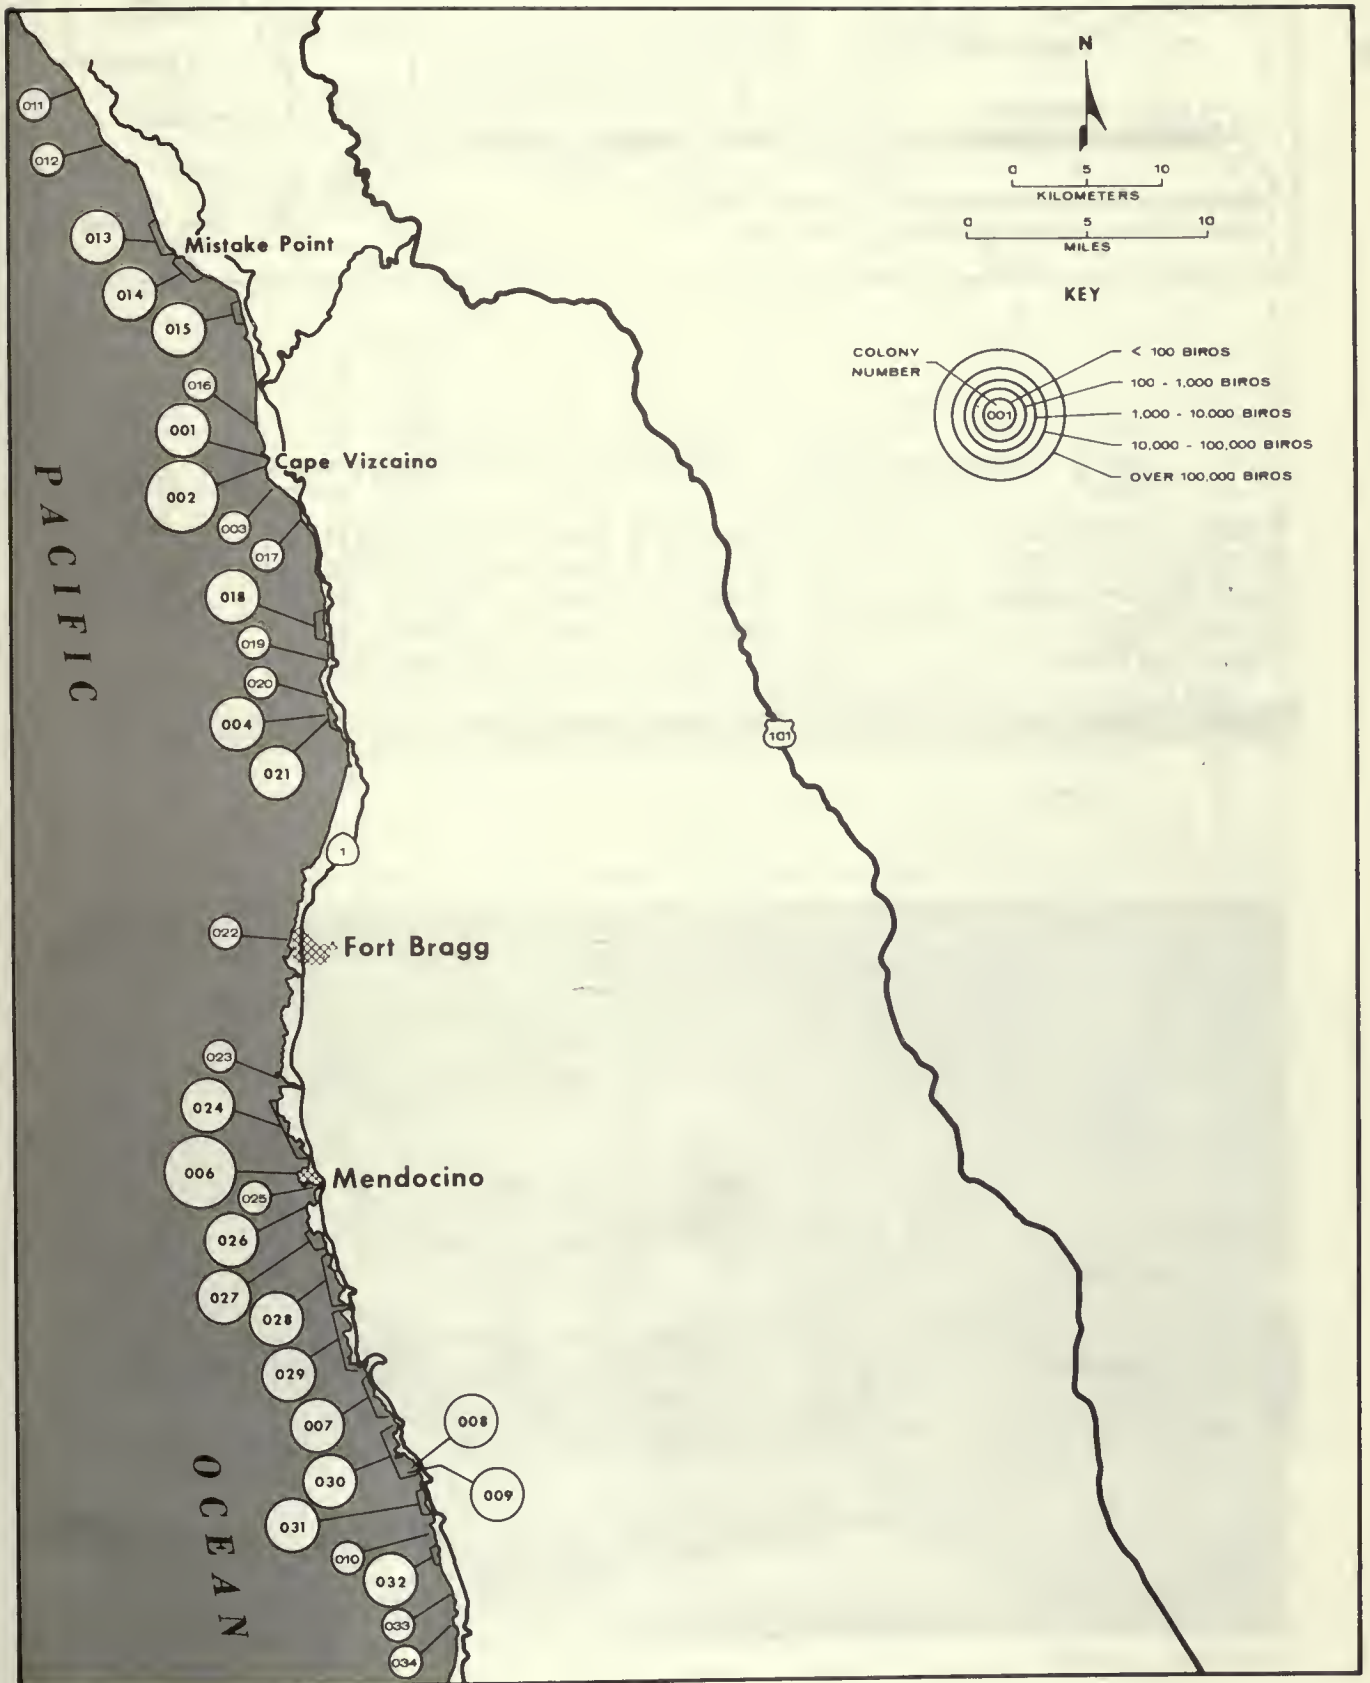 N
0 5 10
KILOMETERS
0 5 10
MILES
KEY
COLONY
NUMBER
001
< 100 BIROS
100 - 1,000 BIROS
1,000 - 10,000 BIROS
10,000 - 100,000 BIROS
OVER 100,000 BIROS
011
012
013
Mistake Point
014
015
016
001
Cape Vizcaino
002
003
017
018
019
020
004
021
101
1
022
Fort Bragg
023
024
006
Mendocino
025
026
027
028
029
007
008
030
009
031
010
032
033
034
PACIFIC
OCEAN